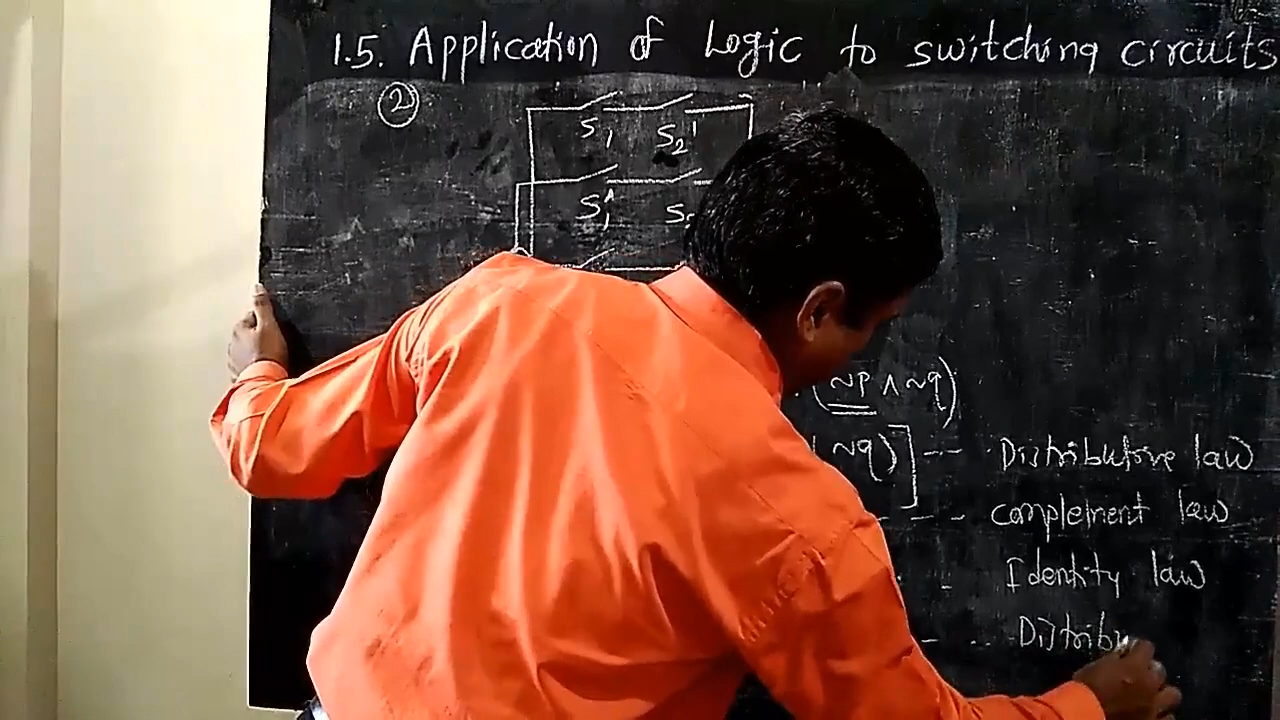 1.5. Application of Logic to switching circuits
②
S₁ S₂'
S₁'
(~p ∧ ~q)
~q)] --- Distributive law
--- complement law
-- Identity law
--- Distribu